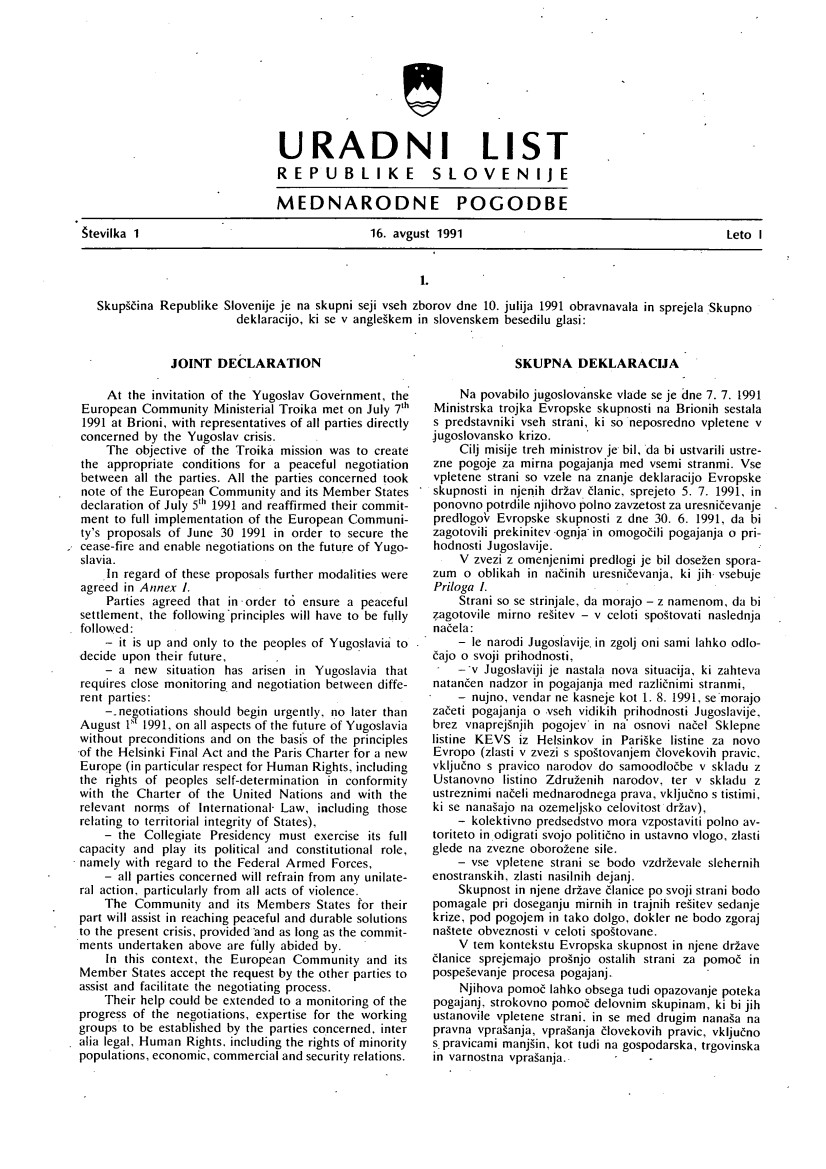 URADNI LIST
REPUBLIKE SLOVENIJE
MEDNARODNE POGODBE
Številka 1 16. avgust 1991 Leto I
1.
Skupščina Republike Slovenije je na skupni seji vseh zborov dne 10. julija 1991 obravnavala in sprejela Skupno
deklaracijo, ki se v angleškem in slovenskem besedilu glasi:
JOINT DECLARATION
At the invitation of the Yugoslav Government, the
European Community Ministerial Troika met on July 7th
1991 at Brioni, with representatives of all parties directly
concerned by the Yugoslav crisis.
The objective of the Troika mission was to create
the appropriate conditions for a peaceful negotiation
between all the parties. All the parties concerned took
note of the European Community and its Member States
declaration of July 5th 1991 and reaffirmed their commit-
ment to full implementation of the European Communi-
ty's proposals of June 30 1991 in order to secure the
cease-fire and enable negotiations on the future of Yugo-
slavia.
In regard of these proposals further modalities were
agreed in Annex I.
Parties agreed that in order to ensure a peaceful
settlement, the following principles will have to be fully
followed:
– it is up and only to the peoples of Yugoslavia to
decide upon their future,
– a new situation has arisen in Yugoslavia that
requires close monitoring and negotiation between diffe-
rent parties:
– negotiations should begin urgently, no later than
August 1st 1991, on all aspects of the future of Yugoslavia
without preconditions and on the basis of the principles
of the Helsinki Final Act and the Paris Charter for a new
Europe (in particular respect for Human Rights, including
the rights of peoples self-determination in conformity
with the Charter of the United Nations and with the
relevant norms of International Law, including those
relating to territorial integrity of States),
– the Collegiate Presidency must exercise its full
capacity and play its political and constitutional role,
namely with regard to the Federal Armed Forces,
– all parties concerned will refrain from any unilate-
ral action, particularly from all acts of violence.
The Community and its Members States for their
part will assist in reaching peaceful and durable solutions
to the present crisis, provided and as long as the commit-
ments undertaken above are fully abided by.
In this context, the European Community and its
Member States accept the request by the other parties to
assist and facilitate the negotiating process.
Their help could be extended to a monitoring of the
progress of the negotiations, expertise for the working
groups to be established by the parties concerned, inter
alia legal, Human Rights, including the rights of minority
populations, economic, commercial and security relations.
SKUPNA DEKLARACIJA
Na povabilo jugoslovanske vlade se je dne 7. 7. 1991
Ministrska trojka Evropske skupnosti na Brionih sestala
s predstavniki vseh strani, ki so neposredno vpletene v
jugoslovansko krizo.
Cilj misije treh ministrov je bil, da bi ustvarili ustre-
zne pogoje za mirna pogajanja med vsemi stranmi. Vse
vpletene strani so vzele na znanje deklaracijo Evropske
skupnosti in njenih držav članic, sprejeto 5. 7. 1991, in
ponovno potrdile njihovo polno zavzetost za uresničevanje
predlogov Evropske skupnosti z dne 30. 6. 1991, da bi
zagotovili prekinitev ognja in omogočili pogajanja o pri-
hodnosti Jugoslavije.
V zvezi z omenjenimi predlogi je bil dosežen spora-
zum o oblikah in načinih uresničevanja, ki jih vsebuje
Priloga I.
Strani so se strinjale, da morajo – z namenom, da bi
zagotovile mirno rešitev – v celoti spoštovati naslednja
načela:
– le narodi Jugoslavije in zgolj oni sami lahko odlo-
čajo o svoji prihodnosti,
– v Jugoslaviji je nastala nova situacija, ki zahteva
natančen nadzor in pogajanja med različnimi stranmi,
– nujno, vendar ne kasneje kot 1. 8. 1991, se morajo
začeti pogajanja o vseh vidikih prihodnosti Jugoslavije,
brez vnaprejšnjih pogojev in na osnovi načel Sklepne
listine KEVS iz Helsinkov in Pariške listine za novo
Evropo (zlasti v zvezi s spoštovanjem človekovih pravic,
vključno s pravico narodov do samoodločbe v skladu z
Ustanovno listino Združenih narodov, ter v skladu z
ustreznimi načeli mednarodnega prava, vključno s tistimi,
ki se nanašajo na ozemeljsko celovitost držav),
– kolektivno predsedstvo mora vzpostaviti polno av-
toriteto in odigrati svojo politično in ustavno vlogo, zlasti
glede na zvezne oborožene sile.
– vse vpletene strani se bodo vzdrževale slehernih
enostranskih, zlasti nasilnih dejanj.
Skupnost in njene države članice po svoji strani bodo
pomagale pri doseganju mirnih in trajnih rešitev sedanje
krize, pod pogojem in tako dolgo, dokler ne bodo zgoraj
naštete obveznosti v celoti spoštovane.
V tem kontekstu Evropska skupnost in njene države
članice sprejemajo prošnjo ostalih strani za pomoč in
pospeševanje procesa pogajanj.
Njihova pomoč lahko obsega tudi opazovanje poteka
pogajanj, strokovno pomoč delovnim skupinam, ki bi jih
ustanovile vpletene strani, in se med drugim nanaša na
pravna vprašanja, vprašanja človekovih pravic, vključno
s pravicami manjšin, kot tudi na gospodarska, trgovinska
in varnostna vprašanja.